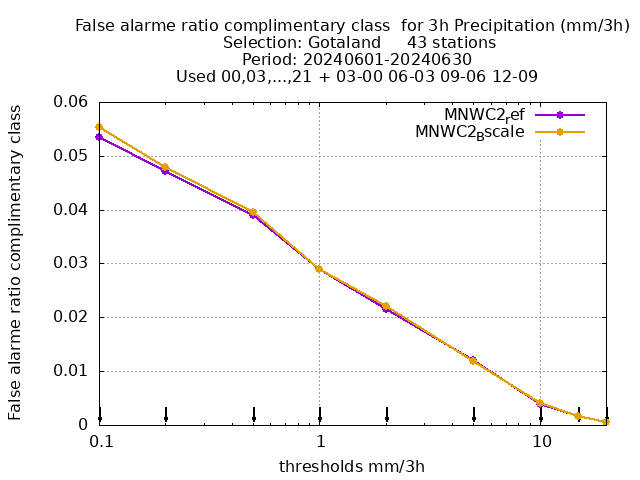 False alarme ratio complimentary class  for 3h Precipitation (mm/3h)
Selection: Gotaland     43 stations
Period: 20240601-20240630
Used 00,03,...,21 + 03-00 06-03 09-06 12-09
MNWC2ref
MNWC2Bscale
False alarme ratio complimentary class
0.06
0.05
0.04
0.03
0.02
0.01
0
0.1 1 10
thresholds mm/3h